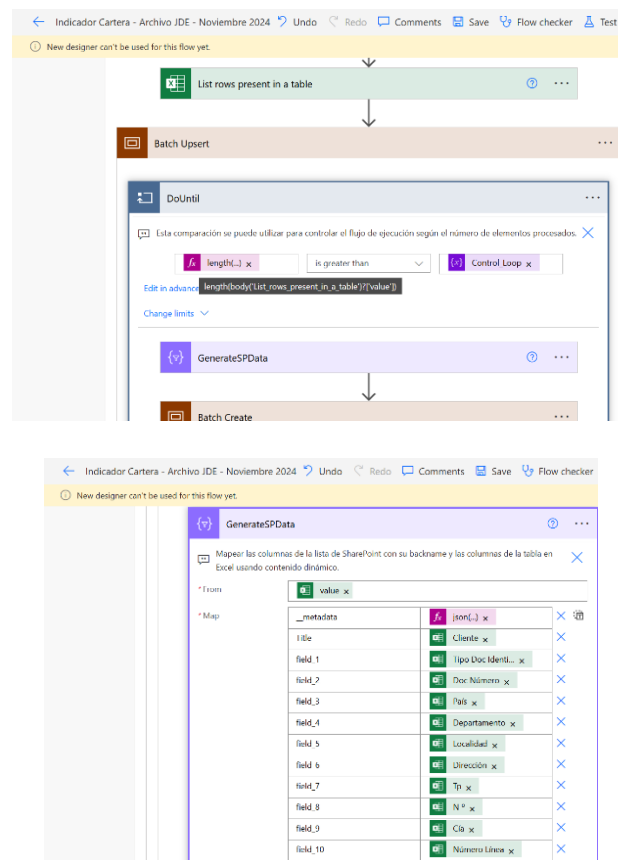 Indicador Cartera - Archivo JDE - Noviembre 2024 Undo Redo Comments Save Flow checker Test
New designer can't be used for this flow yet.
List rows present in a table
Batch Upsert
DoUntil
Esta comparación se puede utilizar para controlar el flujo de ejecución según el número de elementos procesados.
fx length(...) x is greater than {x} Control_Loop x
Edit in advanc
length(body('List_rows_present_in_a_table')?['value'])
Change limits
GenerateSPData
Batch Create
Indicador Cartera - Archivo JDE - Noviembre 2024 Undo Redo Comments Save Flow checker
New designer can't be used for this flow yet.
GenerateSPData
Mapear las columnas de la lista de SharePoint con su backname y las columnas de la tabla en
Excel usando contenido dinámico.
*From value x
*Map __metadata fx json(...) x
Title Cliente x
field_1 Tipo Doc Identi... x
field_2 Doc Número x
field_3 País x
field_4 Departamento x
field_5 Localidad x
field_6 Dirección x
field_7 Tp x
field_8 N º x
field_9 Cía x
field_10 Número Línea x